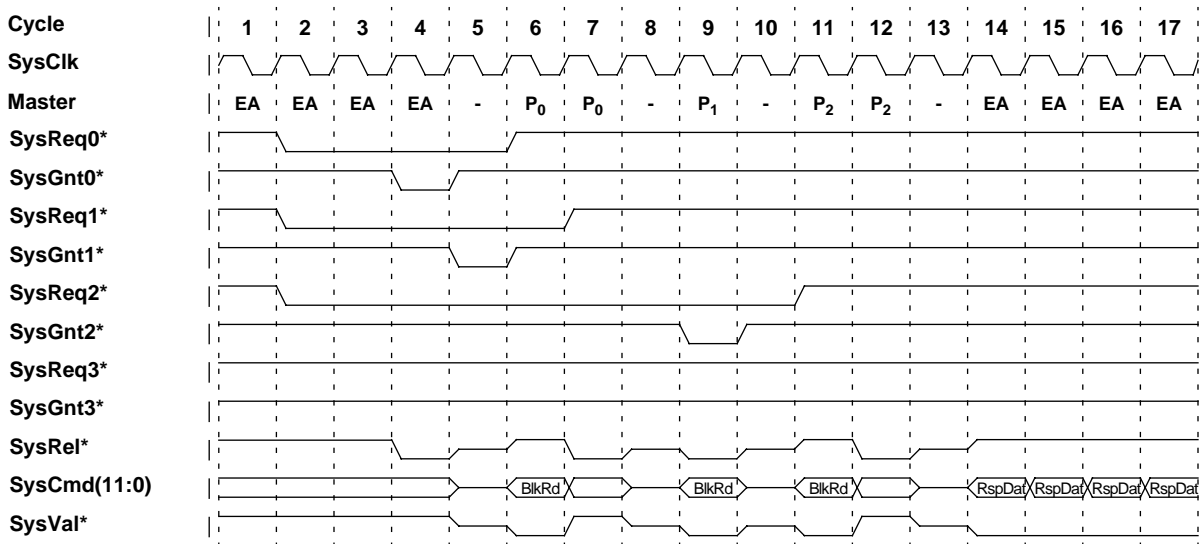 Cycle 1 2 3 4 5 6 7 8 9 10 11 12 13 14 15 16 17
SysClk
Master EA EA EA EA - P0 P0 - P1 - P2 P2 - EA EA EA EA
SysReq0*
SysGnt0*
SysReq1*
SysGnt1*
SysReq2*
SysGnt2*
SysReq3*
SysGnt3*
SysRel*
SysCmd(11:0) BlkRd BlkRd BlkRd RspDat RspDat RspDat RspDat
SysVal*